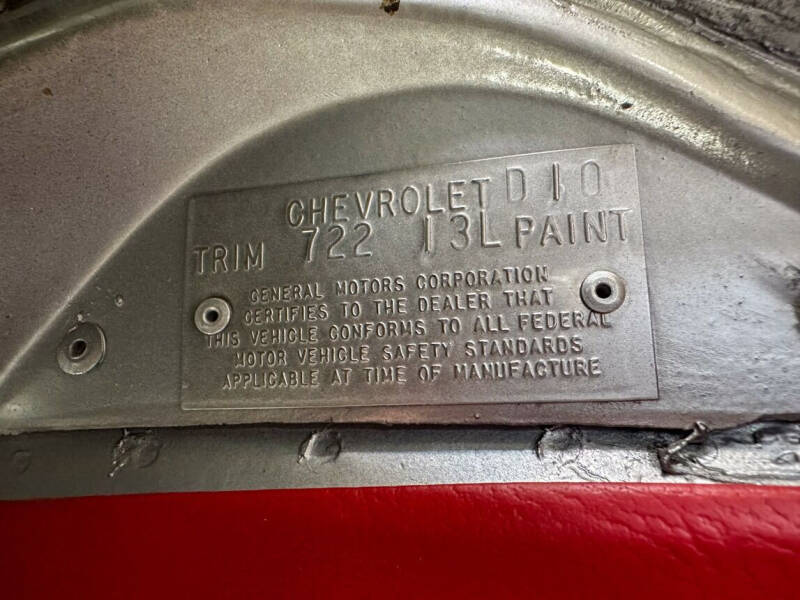 CHEVROLET D10
TRIM 722 13L PAINT
GENERAL MOTORS CORPORATION
CERTIFIES TO THE DEALER THAT
THIS VEHICLE CONFORMS TO ALL FEDERAL
MOTOR VEHICLE SAFETY STANDARDS
APPLICABLE AT TIME OF MANUFACTURE